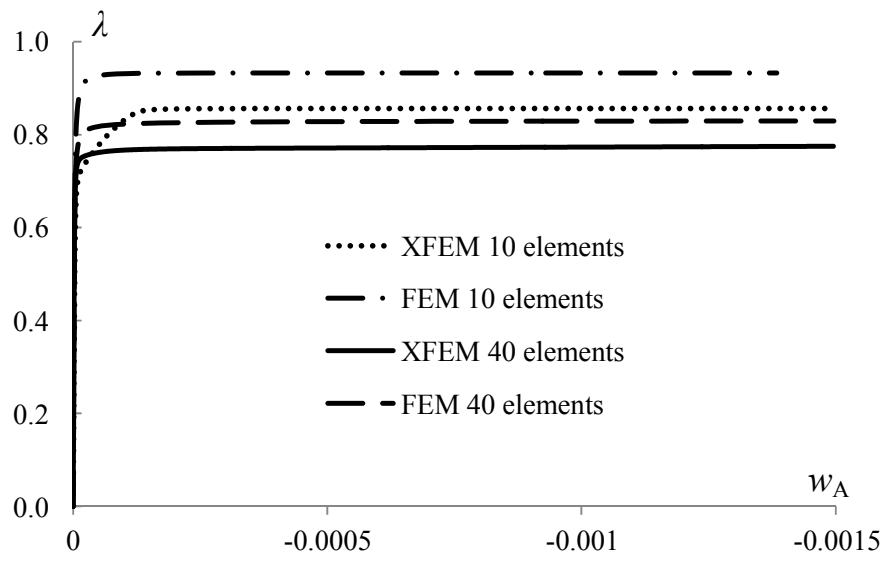 λ
1.0
0.8
0.6
0.4
0.2
0.0
XFEM 10 elements
FEM 10 elements
XFEM 40 elements
FEM 40 elements
wA
0 -0.0005 -0.001 -0.0015